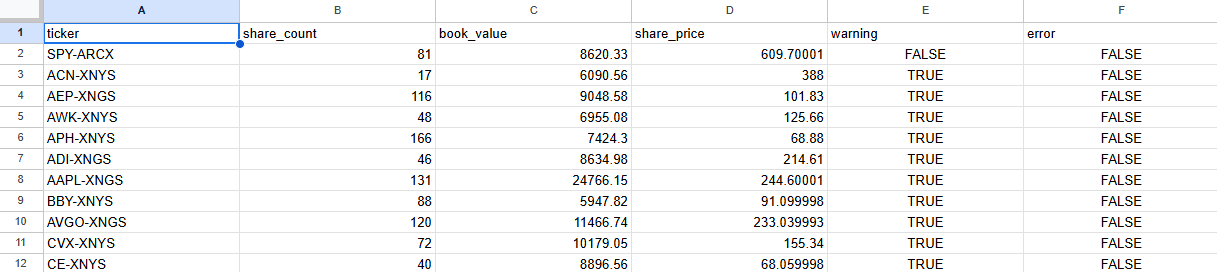 A B C D E F
1 ticker share_count book_value share_price warning error
2 SPY-ARCX 81 8620.33 609.70001 FALSE FALSE
3 ACN-XNYS 17 6090.56 388 TRUE FALSE
4 AEP-XNGS 116 9048.58 101.83 TRUE FALSE
5 AWK-XNYS 48 6955.08 125.66 TRUE FALSE
6 APH-XNYS 166 7424.3 68.88 TRUE FALSE
7 ADI-XNGS 46 8634.98 214.61 TRUE FALSE
8 AAPL-XNGS 131 24766.15 244.60001 TRUE FALSE
9 BBY-XNYS 88 5947.82 91.099998 TRUE FALSE
10 AVGO-XNGS 120 11466.74 233.039993 TRUE FALSE
11 CVX-XNYS 72 10179.05 155.34 TRUE FALSE
12 CE-XNYS 40 8896.56 68.059998 TRUE FALSE